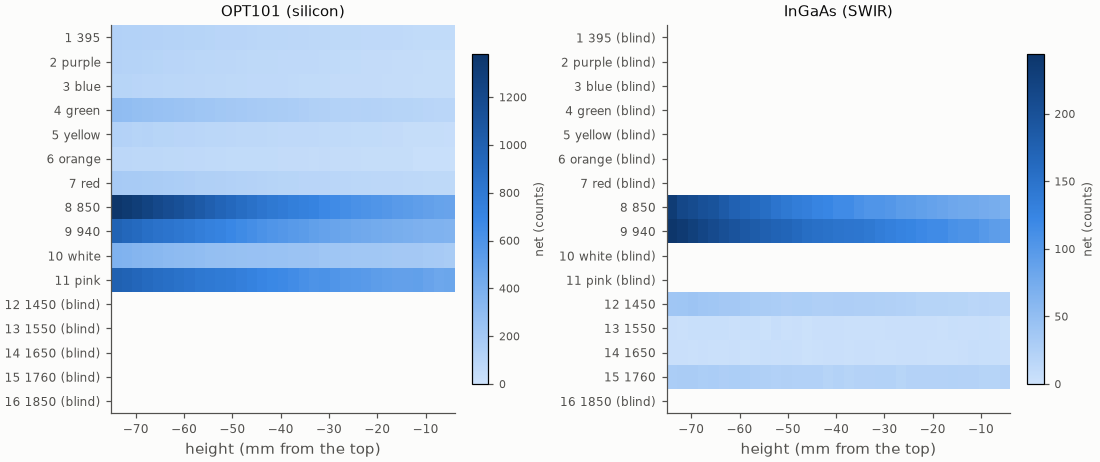 OPT101 (silicon)
1 395
2 purple
3 blue
4 green
5 yellow
6 orange
7 red
8 850
9 940
10 white
11 pink
12 1450 (blind)
13 1550 (blind)
14 1650 (blind)
15 1760 (blind)
16 1850 (blind)
−70 −60 −50 −40 −30 −20 −10
height (mm from the top)
1200
1000
800
600
400
200
0
net (counts)
InGaAs (SWIR)
1 395 (blind)
2 purple (blind)
3 blue (blind)
4 green (blind)
5 yellow (blind)
6 orange (blind)
7 red (blind)
8 850
9 940
10 white (blind)
11 pink (blind)
12 1450
13 1550
14 1650
15 1760
16 1850 (blind)
−70 −60 −50 −40 −30 −20 −10
height (mm from the top)
200
150
100
50
0
net (counts)